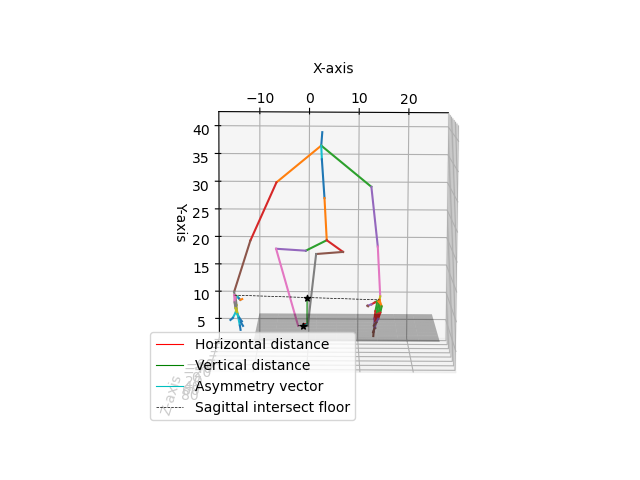 X-axis
−10 0 10 20
40
35
30
25
20
15
10
5
Y-axis
Z-axis
Horizontal distance
Vertical distance
Asymmetry vector
Sagittal intersect floor